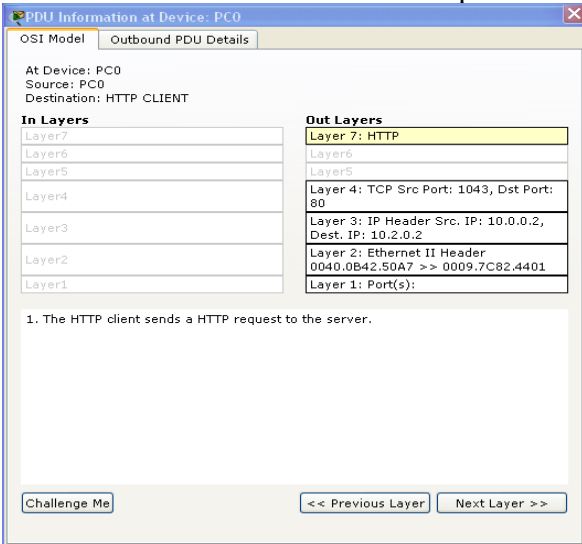 PDU Information at Device: PC0
OSI Model
Outbound PDU Details
At Device: PC0
Source: PC0
Destination: HTTP CLIENT
In Layers
Layer7
Layer6
Layer5
Layer4
Layer3
Layer2
Layer1
Out Layers
Layer 7: HTTP
Layer6
Layer5
Layer 4: TCP Src Port: 1043, Dst Port:
80
Layer 3: IP Header Src. IP: 10.0.0.2,
Dest. IP: 10.2.0.2
Layer 2: Ethernet II Header
0040.0B42.50A7 >> 0009.7C82.4401
Layer 1: Port(s):
1. The HTTP client sends a HTTP request to the server.
Challenge Me
<< Previous Layer
Next Layer >>